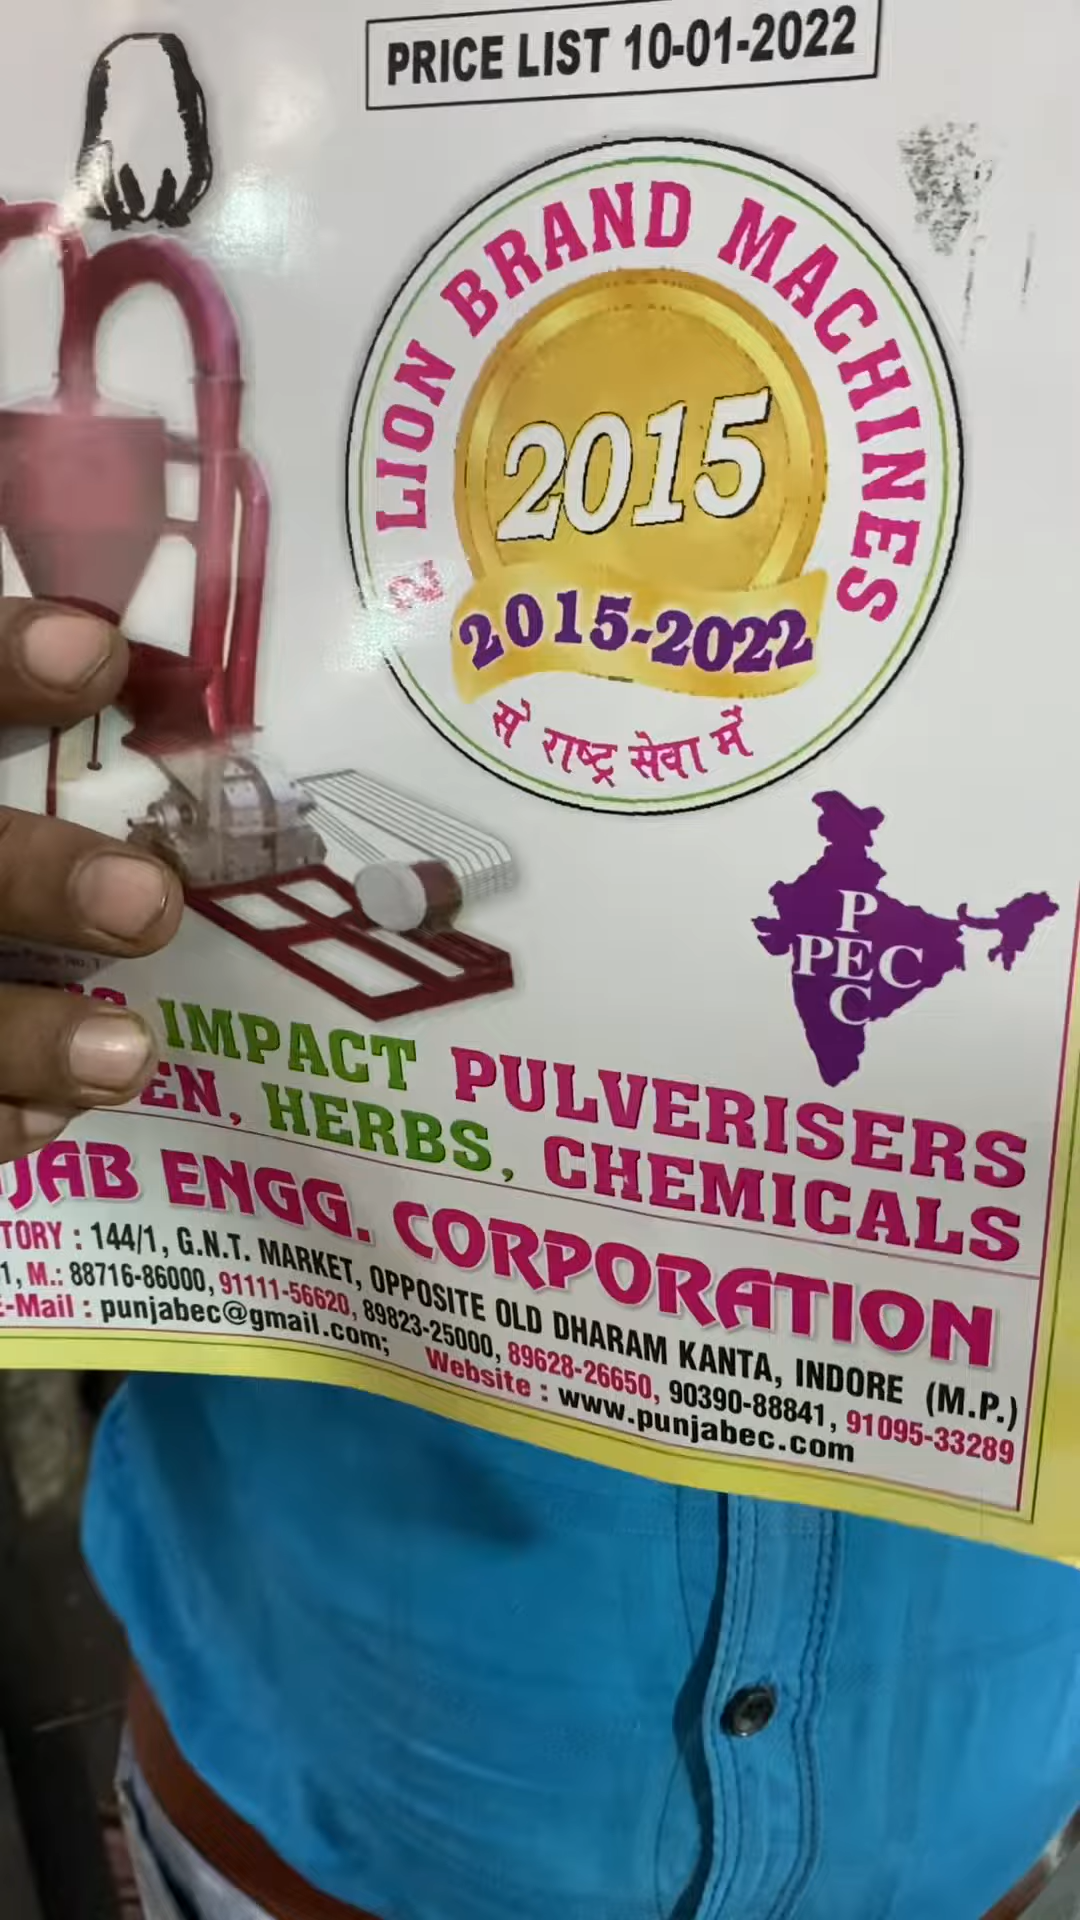 PRICE LIST 10-01-2022
2 LION BRAND MACHINES
2015
2015-2022
से राष्ट्र सेवा में
P
PEC
C
IMPACT PULVERISERS
EN, HERBS, CHEMICALS
JAB ENGG. CORPORATION
TORY : 144/1, G.N.T. MARKET, OPPOSITE OLD DHARAM KANTA, INDORE (M.P.)
1, M.: 88716-86000, 91111-56620, 89823-25000, 89628-26650, 90390-88841, 91095-33289
E-Mail : punjabec@gmail.com; Website : www.punjabec.com